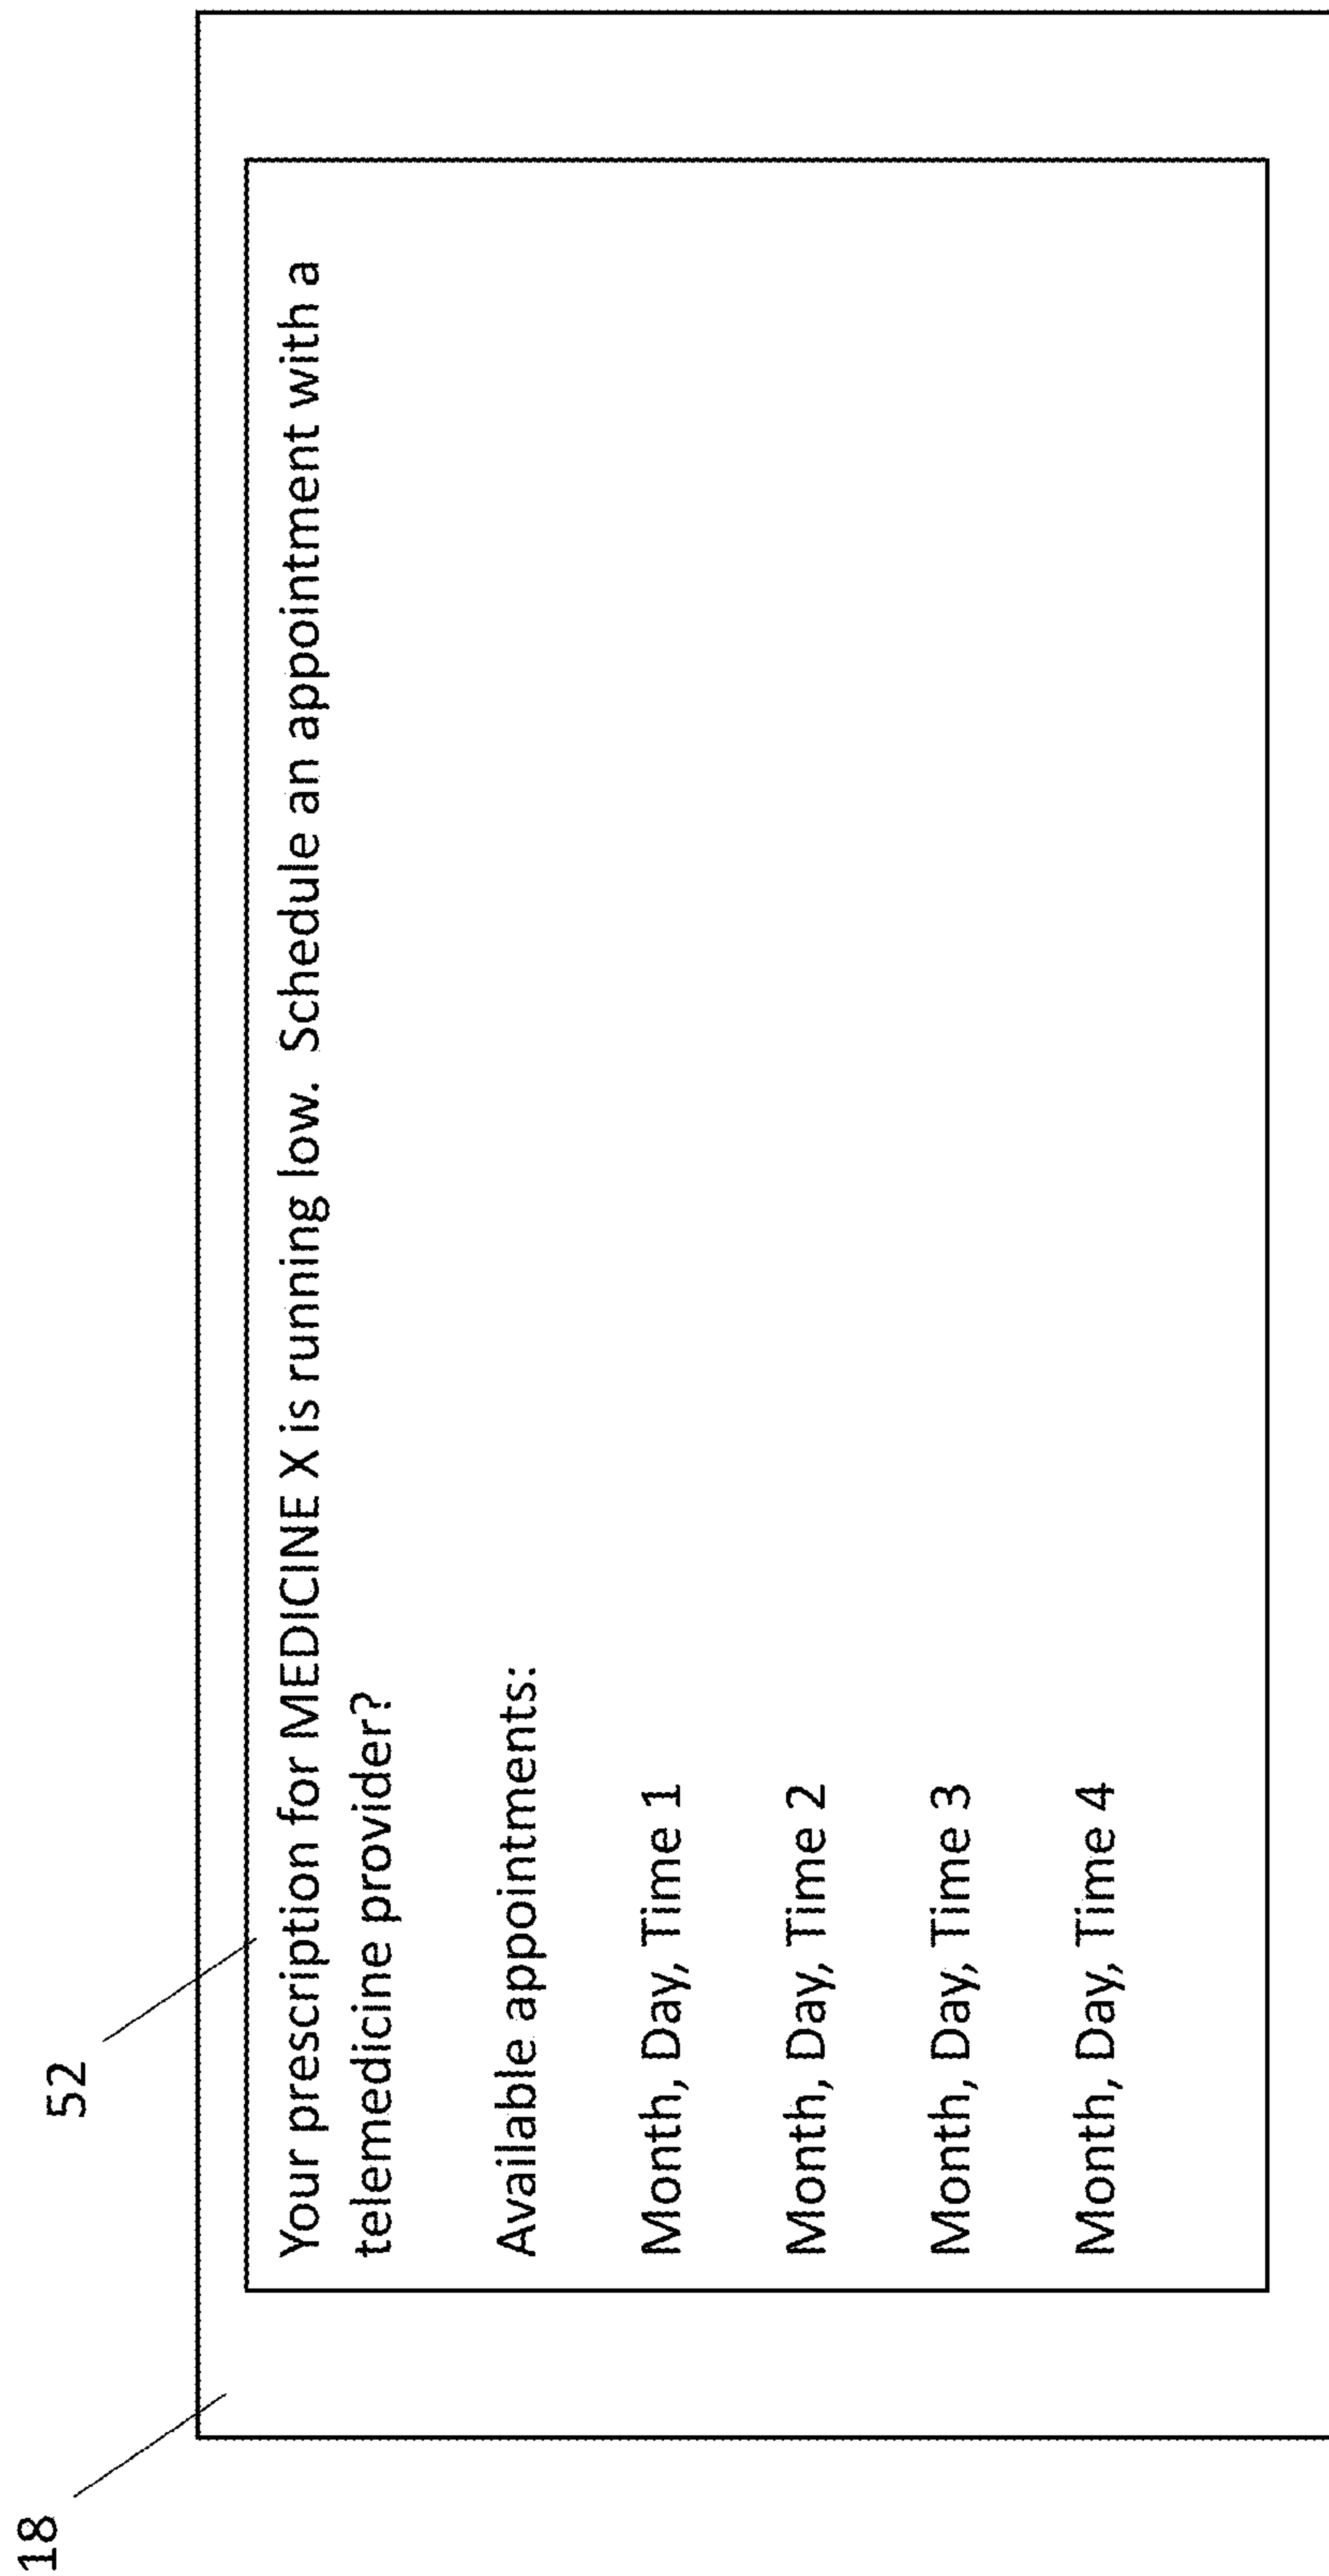 18
52
Your prescription for MEDICINE X is running low.  Schedule an appointment with a
telemedicine provider?
Available appointments:
Month, Day, Time 1
Month, Day, Time 2
Month, Day, Time 3
Month, Day, Time 4